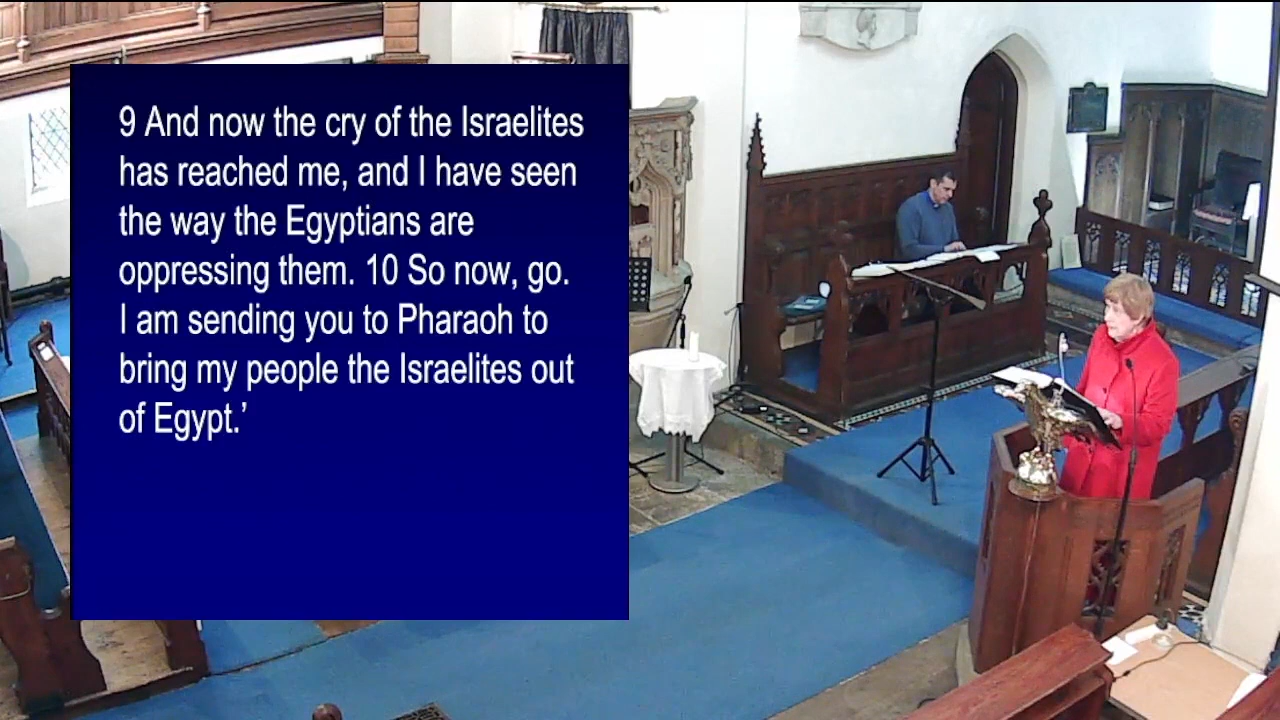 9 And now the cry of the Israelites
has reached me, and I have seen
the way the Egyptians are
oppressing them. 10 So now, go.
I am sending you to Pharaoh to
bring my people the Israelites out
of Egypt.’